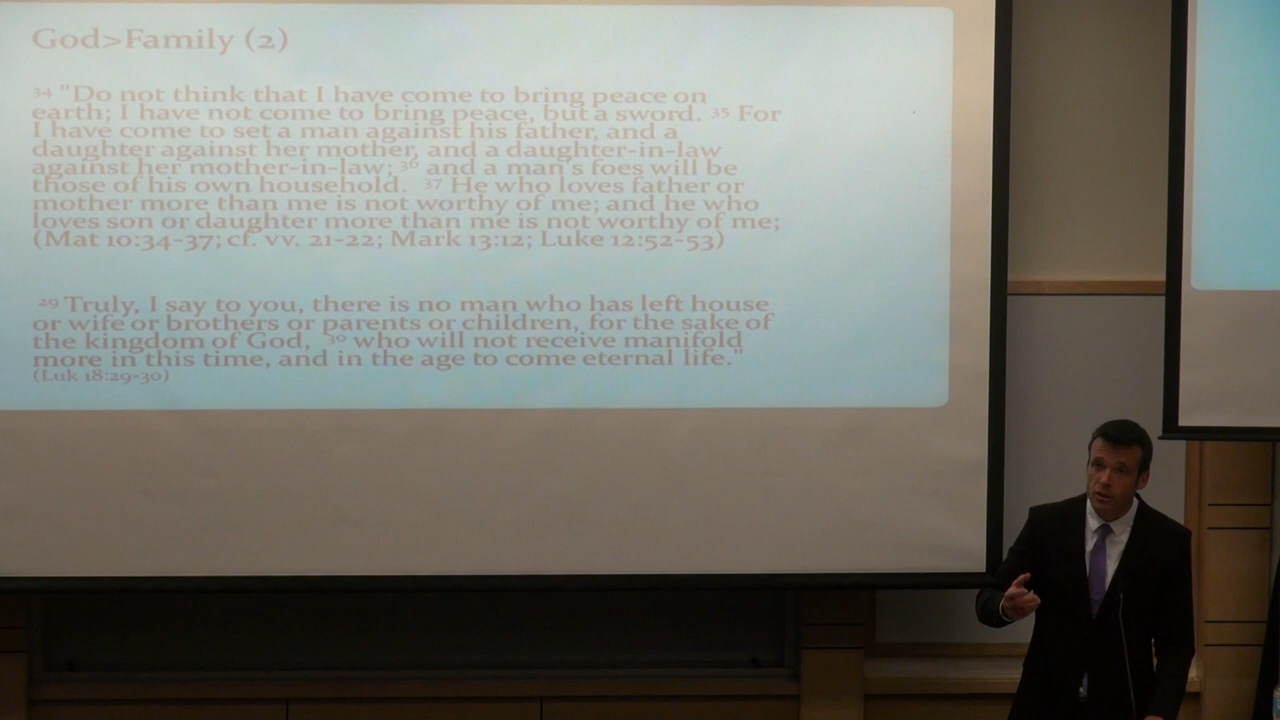 God>Family (2)
34 "Do not think that I have come to bring peace on
earth; I have not come to bring peace, but a sword. 35 For
I have come to set a man against his father, and a
daughter against her mother, and a daughter-in-law
against her mother-in-law; 36 and a man's foes will be
those of his own household. 37 He who loves father or
mother more than me is not worthy of me; and he who
loves son or daughter more than me is not worthy of me;
(Mat 10:34-37; cf. vv. 21-22; Mark 13:12; Luke 12:52-53)
29 Truly, I say to you, there is no man who has left house
or wife or brothers or parents or children, for the sake of
the kingdom of God, 30 who will not receive manifold
more in this time, and in the age to come eternal life."
(Luk 18:29-30)